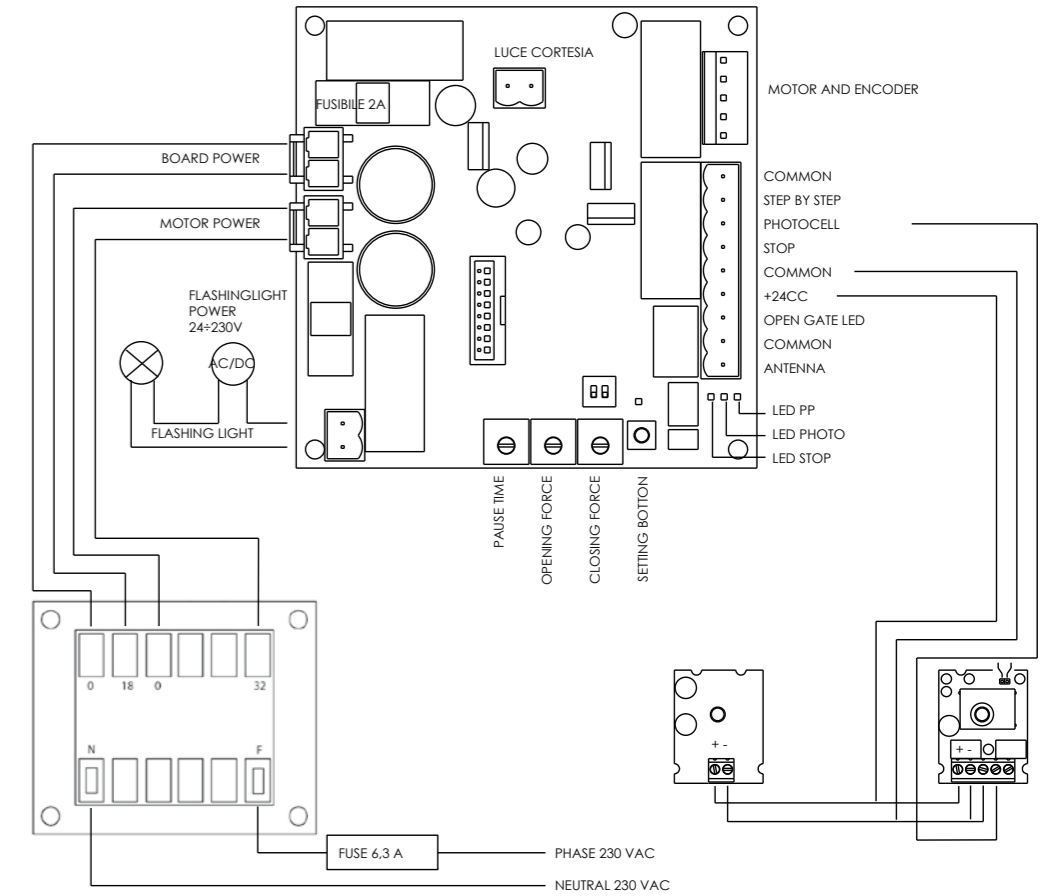 LUCE CORTESIA
FUSIBILE 2A
MOTOR AND ENCODER
BOARD POWER
MOTOR POWER
COMMON
STEP BY STEP
PHOTOCELL
STOP
COMMON
+24CC
OPEN GATE LED
COMMON
ANTENNA
FLASHINGLIGHT
POWER
24÷230V
AC/DC
FLASHING LIGHT
LED PP
LED PHOTO
LED STOP
PAUSE TIME
OPENING FORCE
CLOSING FORCE
SETTING BOTTON
0 18 0 32
N F
+ -
+ -
FUSE 6,3 A
PHASE 230 VAC
NEUTRAL 230 VAC